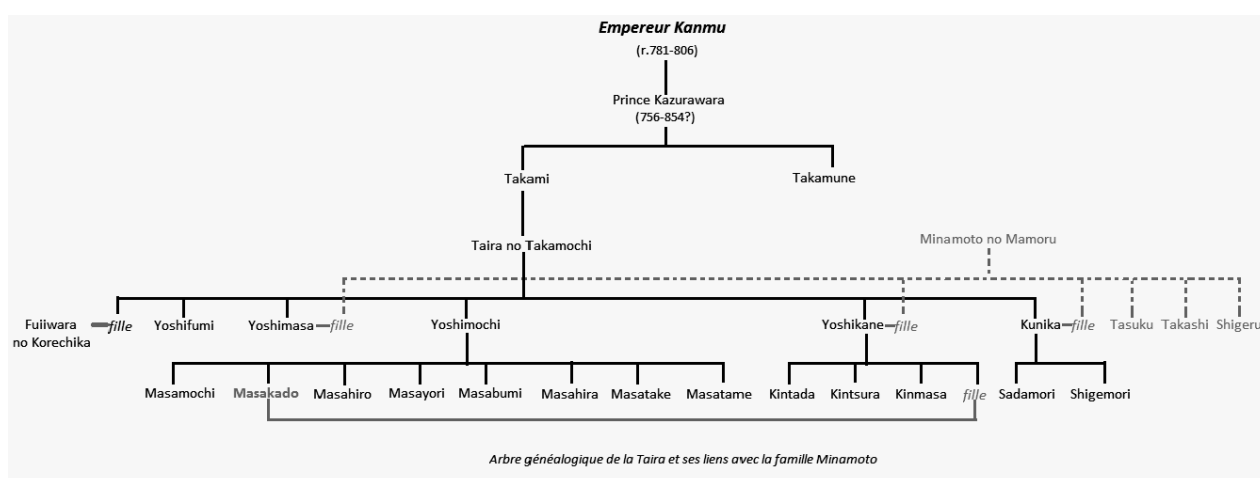 Empereur Kanmu
(r.781-806)
Prince Kazurawara
(756-854?)
Takami
Takamune
Taira no Takamochi
Minamoto no Mamoru
Fuiiwara
no Korechika
fille
Yoshifumi
Yoshimasa
fille
Yoshimochi
Yoshikane
fille
Kunika
fille
Tasuku
Takashi
Shigeru
Masamochi
Masakado
Masahiro
Masayori
Masabumi
Masahira
Masatake
Masatame
Kintada
Kintsura
Kinmasa
fille
Sadamori
Shigemori
Arbre généalogique de la Taira et ses liens avec la famille Minamoto